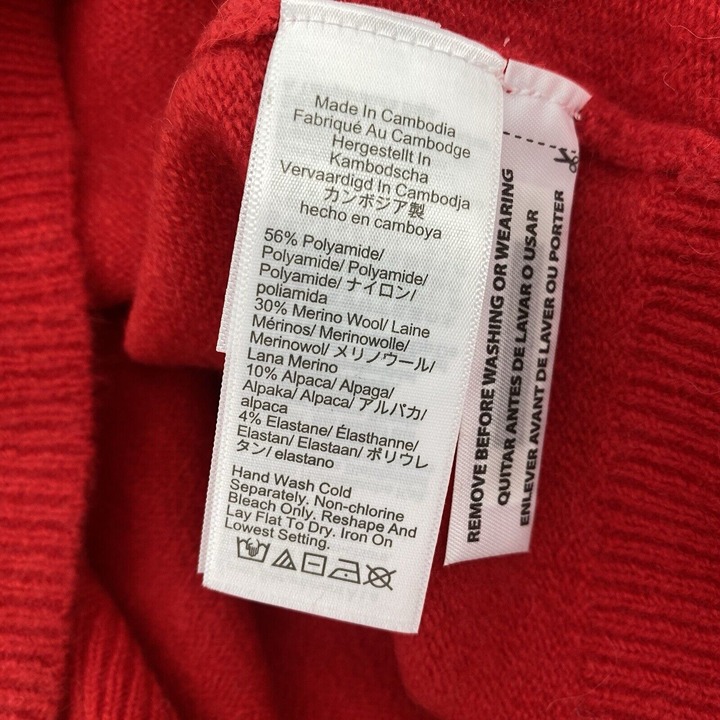 Made In Cambodia
Fabriqué Au Cambodge
Hergestellt In
Kambodscha
Vervaardigd In Cambodja
カンボジア製
hecho en camboya
56% Polyamide/
Polyamide/ Polyamide/
Polyamide/ ナイロン/
poliamida
30% Merino Wool/ Laine
Mérinos/ Merinowolle/
Merinowol/ メリノウール/
Lana Merino
10% Alpaca/ Alpaga/
Alpaka/ Alpaca/ アルパカ/
alpaca
4% Elastane/ Élasthanne/
Elastan/ Elastaan/ ポリウレ
タン/ elastano
Hand Wash Cold
Separately. Non-chlorine
Bleach Only. Reshape And
Lay Flat To Dry. Iron On
Lowest Setting.
REMOVE BEFORE WASHING OR WEARING
QUITAR ANTES DE LAVAR O USAR
ENLEVER AVANT DE LAVER OU PORTER